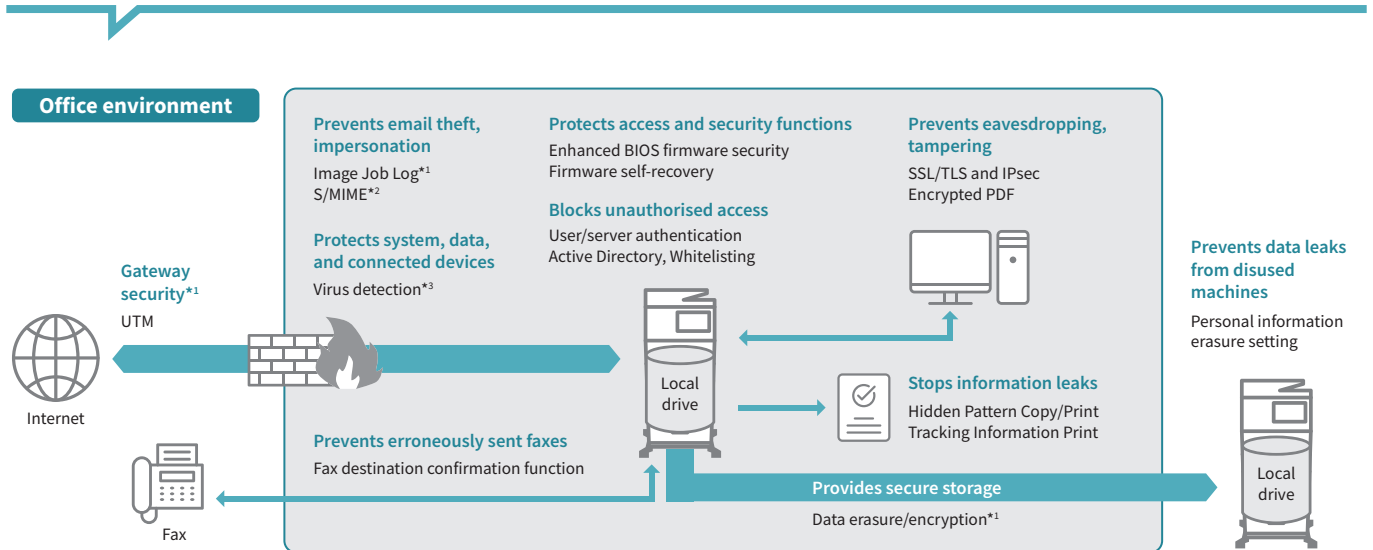 Office environment
Prevents email theft,
impersonation
Image Job Log*1
S/MIME*2
Protects system, data,
and connected devices
Virus detection*3
Protects access and security functions
Enhanced BIOS firmware security
Firmware self-recovery
Blocks unauthorised access
User/server authentication
Active Directory, Whitelisting
Prevents eavesdropping,
tampering
SSL/TLS and IPsec
Encrypted PDF
Gateway
security*1
UTM
Internet
Local
drive
Stops information leaks
Hidden Pattern Copy/Print
Tracking Information Print
Prevents erroneously sent faxes
Fax destination confirmation function
Fax
Provides secure storage
Data erasure/encryption*1
Prevents data leaks
from disused
machines
Personal information
erasure setting
Local
drive